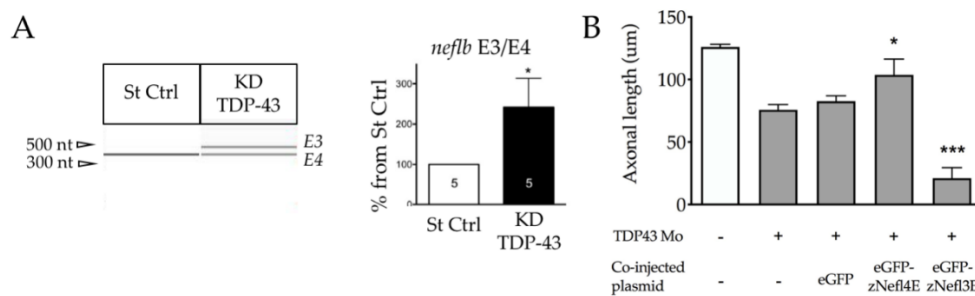 A
St Ctrl
KD
TDP-43
500 nt
300 nt
E3
E4
neflb E3/E4
% from St Ctrl
300
200
100
0
*
5
5
St Ctrl
KD
TDP-43
B
Axonal length (um)
150
100
50
0
*
***
TDP43 Mo - + + + +
Co-injected
plasmid
- - eGFP eGFP-
zNefl4E
eGFP-
zNefl3E